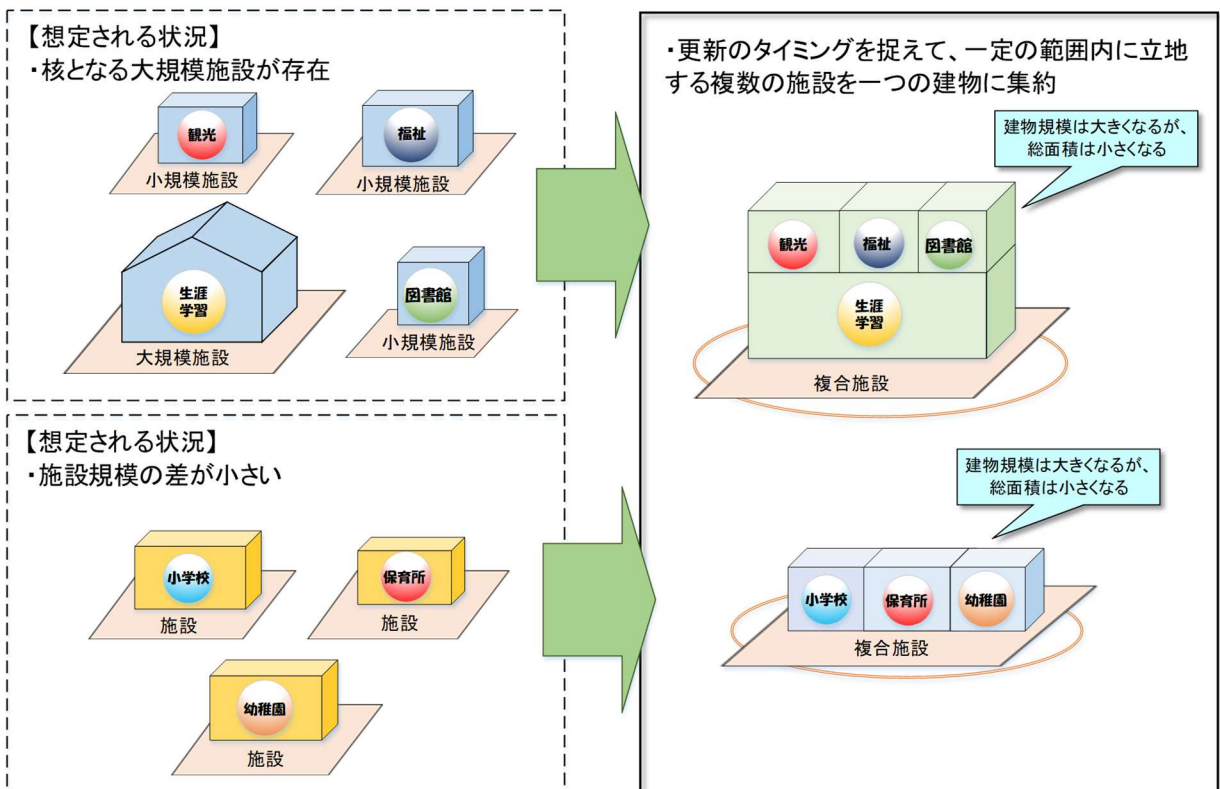 【想定される状況】
・核となる大規模施設が存在
観光
小規模施設
福祉
小規模施設
生涯
学習
大規模施設
図書館
小規模施設
【想定される状況】
・施設規模の差が小さい
小学校
施設
保育所
施設
幼稚園
施設
・更新のタイミングを捉えて、一定の範囲内に立地
する複数の施設を一つの建物に集約
建物規模は大きくなるが、
総面積は小さくなる
観光
福祉
図書館
生涯
学習
複合施設
建物規模は大きくなるが、
総面積は小さくなる
小学校
保育所
幼稚園
複合施設